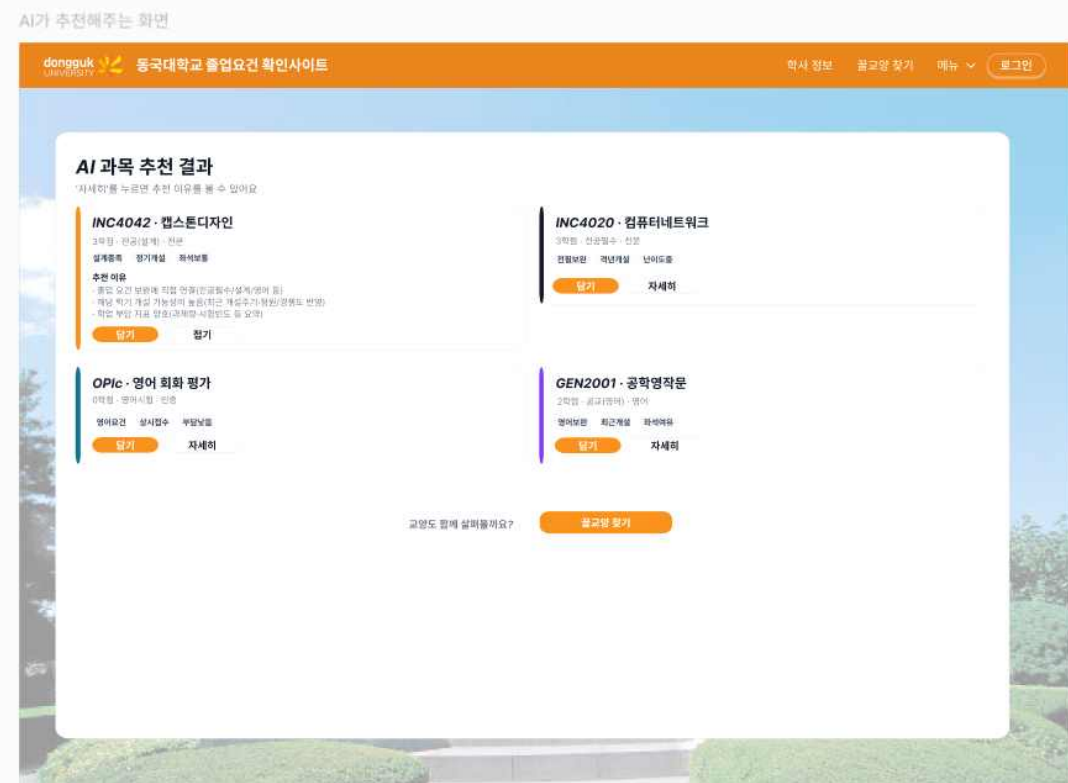 AI가 추천해주는 화면
dongguk UNIVERSITY
동국대학교 졸업요건 확인사이트
학사 정보
꿀교양 찾기
메뉴
로그인
AI 과목 추천 결과
'자세히'를 누르면 추천 이유를 볼 수 있어요
INC4042 · 캡스톤디자인
3학점 · 전공(설계) · 전문
설계충족 정기개설 좌석보통
추천 이유
· 졸업 요건 보완에 직접 연결(전공필수/설계/영어 등)
· 해당 학기 개설 가능성이 높음(최근 개설주기·정원/경쟁도 반영)
· 학업 부담 지표 양호(과제량·시험빈도 등 요약)
담기 접기
INC4020 · 컴퓨터네트워크
3학점 · 전공필수 · 전문
전필보완 격년개설 난이도중
담기 자세히
OPIc · 영어 회화 평가
0학점 · 영어시험 · 인증
영어요건 상시접수 부담낮음
담기 자세히
GEN2001 · 공학영작문
2학점 · 공교(영어) · 영어
영어보완 최근개설 좌석여유
담기 자세히
교양도 함께 살펴볼까요?
꿀교양 찾기